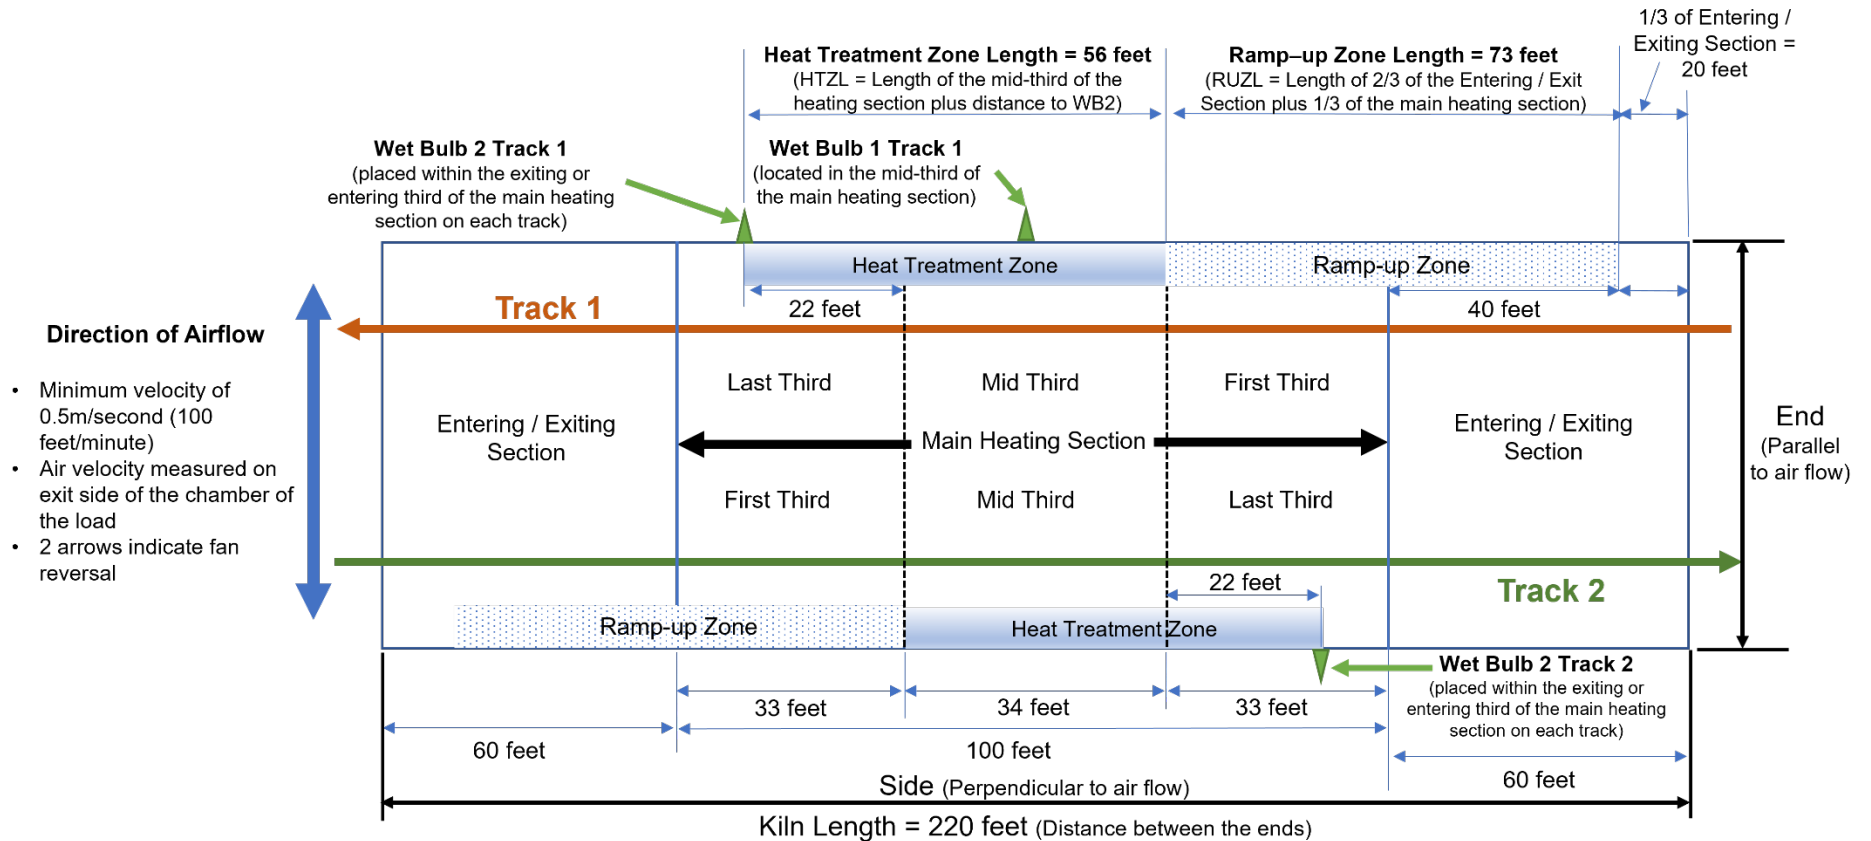 1/3 of Entering /
Exiting Section =
20 feet
Heat Treatment Zone Length = 56 feet
(HTZL = Length of the mid-third of the
heating section plus distance to WB2)
Ramp–up Zone Length = 73 feet
(RUZL = Length of 2/3 of the Entering / Exit
Section plus 1/3 of the main heating section)
Wet Bulb 2 Track 1
(placed within the exiting or
entering third of the main heating
section on each track)
Wet Bulb 1 Track 1
(located in the mid-third of
the main heating section)
Heat Treatment Zone
Ramp-up Zone
Track 1
22 feet
40 feet
Direction of Airflow
• Minimum velocity of
0.5m/second (100
feet/minute)
• Air velocity measured on
exit side of the chamber of
the load
• 2 arrows indicate fan
reversal
Last Third
Mid Third
First Third
Entering / Exiting
Section
Main Heating Section
Entering / Exiting
Section
End
(Parallel
to air flow)
First Third
Mid Third
Last Third
22 feet
Track 2
Ramp-up Zone
Heat Treatment Zone
Wet Bulb 2 Track 2
(placed within the exiting or
entering third of the main heating
section on each track)
33 feet
34 feet
33 feet
60 feet
100 feet
60 feet
Side (Perpendicular to air flow)
Kiln Length = 220 feet (Distance between the ends)